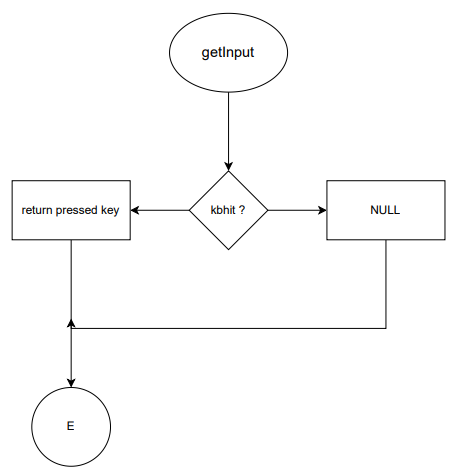 getInput
return pressed key
kbhit ?
NULL
E